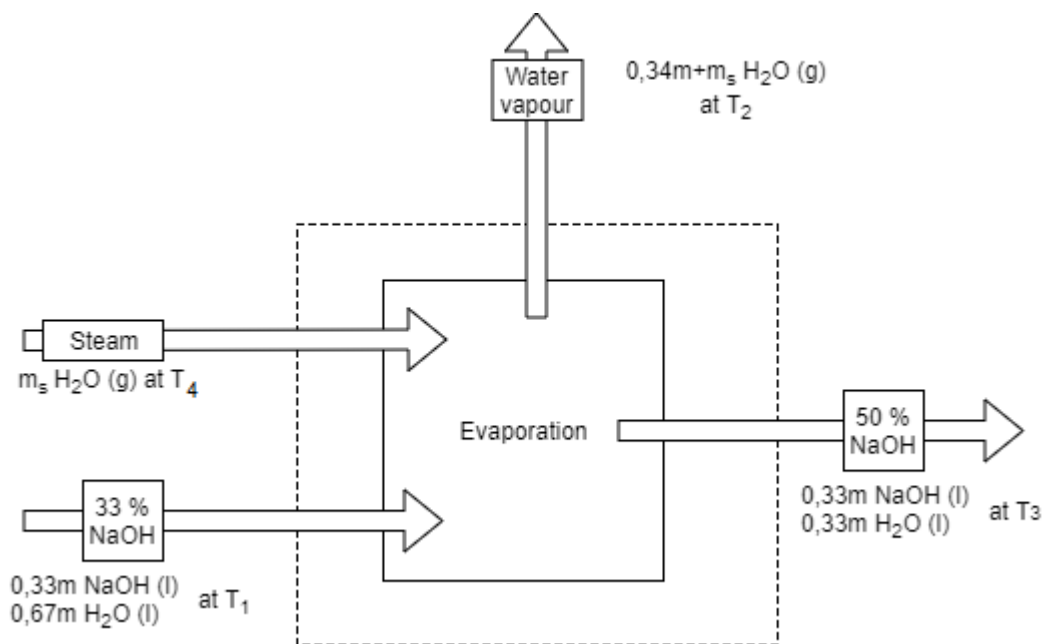 Water
vapour
0,34m+mₛ H₂O (g)
at T₂
Steam
mₛ H₂O (g) at T₄
Evaporation
50 %
NaOH
0,33m NaOH (l)
0,33m H₂O (l)
at T3
33 %
NaOH
0,33m NaOH (l)
0,67m H₂O (l)
at T₁